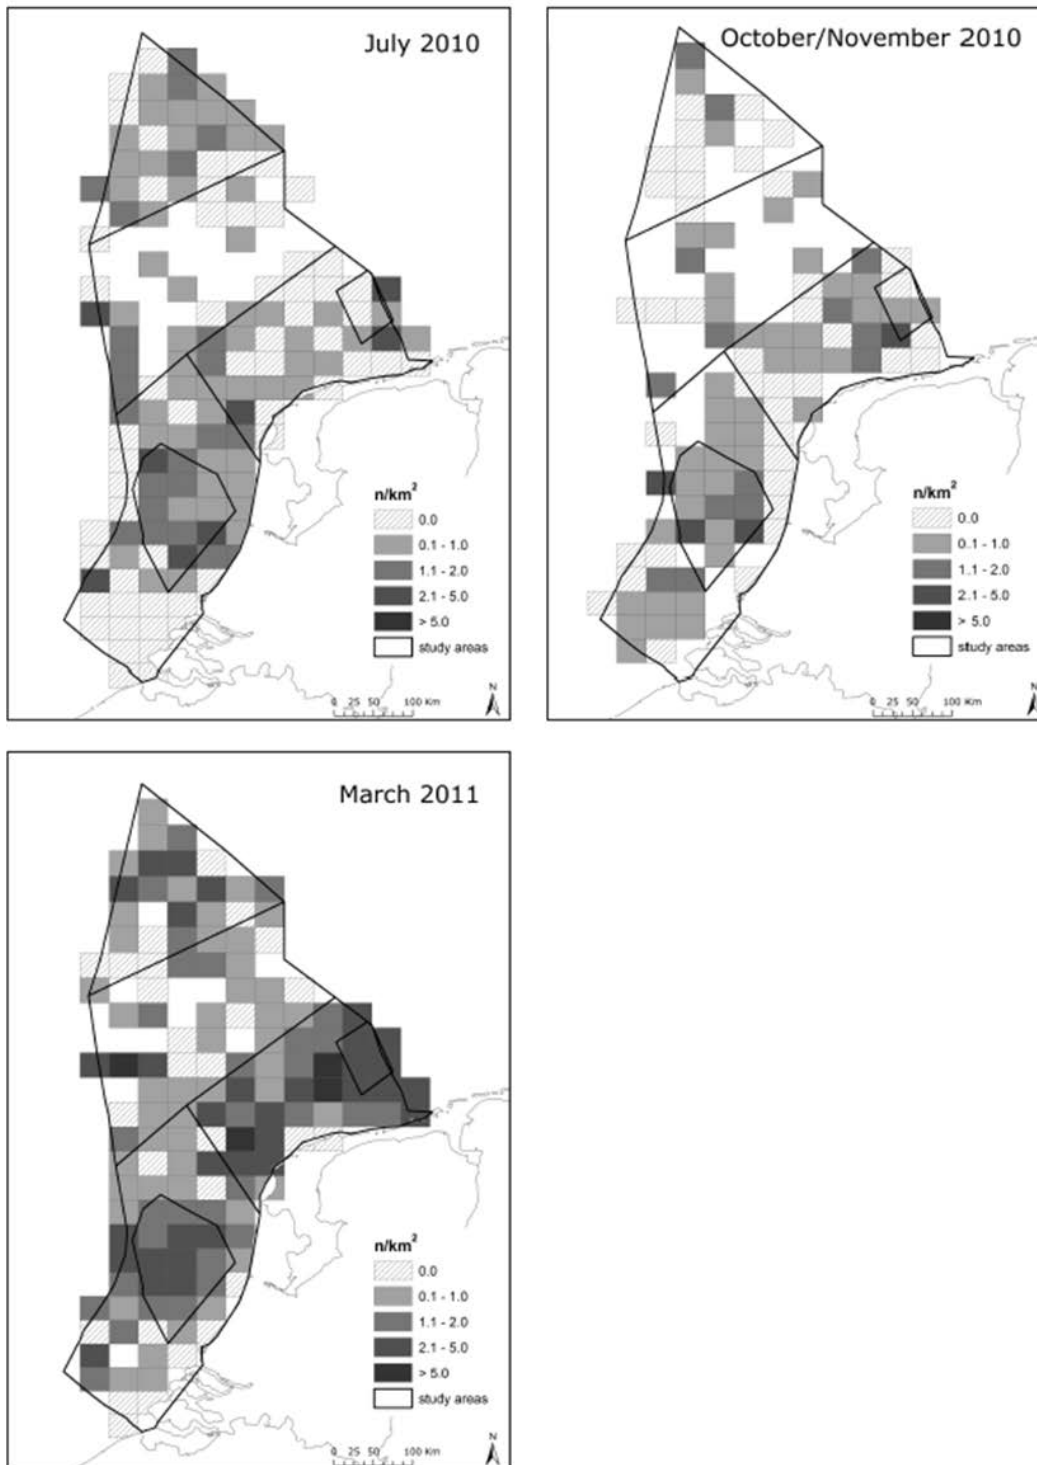 July 2010
n/km²
0.0
0.1 - 1.0
1.1 - 2.0
2.1 - 5.0
> 5.0
study areas
0 25 50 100 Km
N
October/November 2010
n/km²
0.0
0.1 - 1.0
1.1 - 2.0
2.1 - 5.0
> 5.0
study areas
0 25 50 100 Km
N
March 2011
n/km²
0.0
0.1 - 1.0
1.1 - 2.0
2.1 - 5.0
> 5.0
study areas
0 25 50 100 Km
N